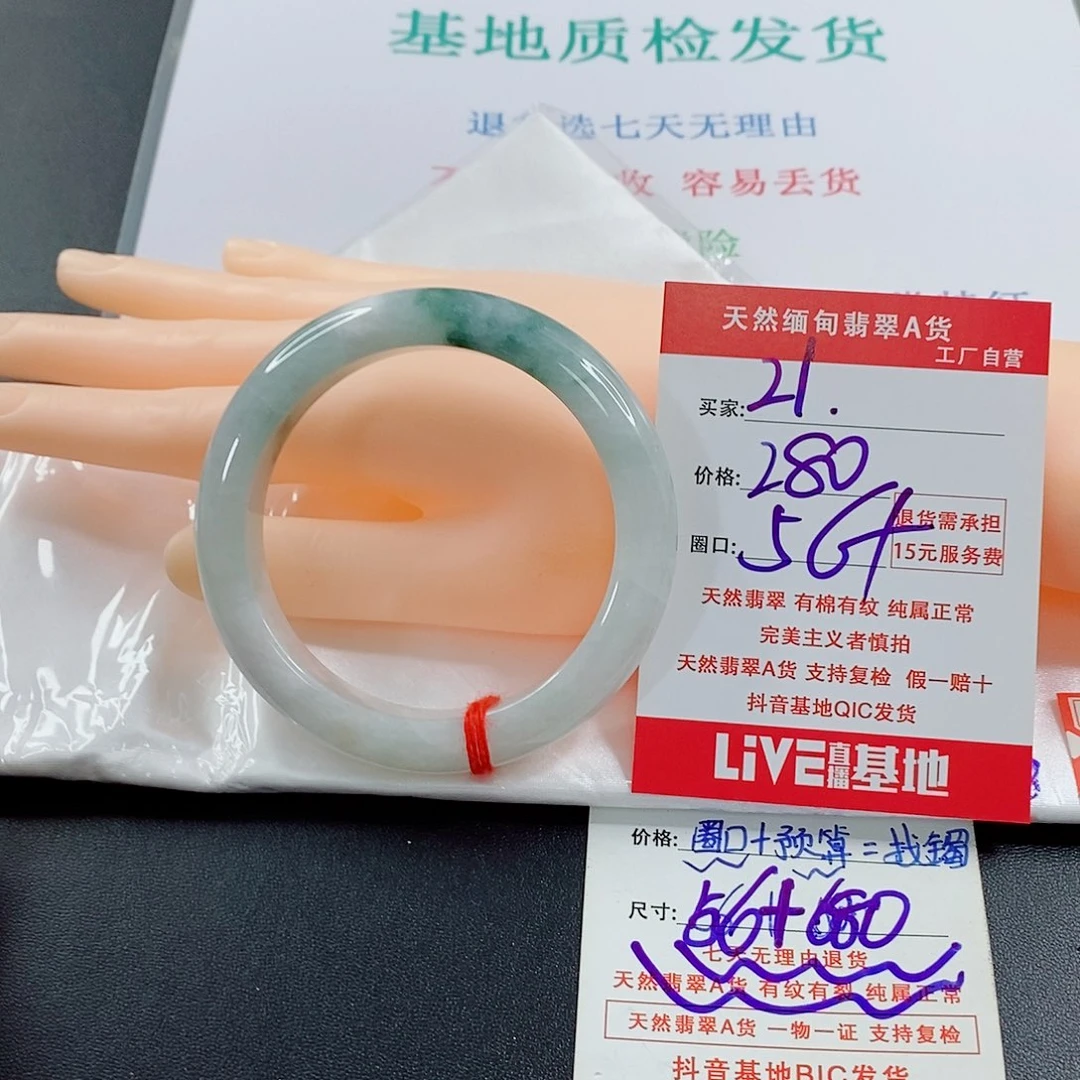 基地质检发货
退 选七天无理由
收 容易丢货
险
天然缅甸翡翠A货
工厂自营
买家: 21.
价格: 280
圈口: 56+
退货需承担
15元服务费
天然翡翠 有棉有纹 纯属正常
完美主义者慎拍
天然翡翠A货 支持复检 假一赔十
抖音基地QIC发货
LiVE直播基地
价格: 圈口+预算=找镯
尺寸: 56+ 680
七天无理由退货
天然翡翠A货 有纹有裂 纯属正常
天然翡翠A货 一物一证 支持复检
抖音基地BIC发货